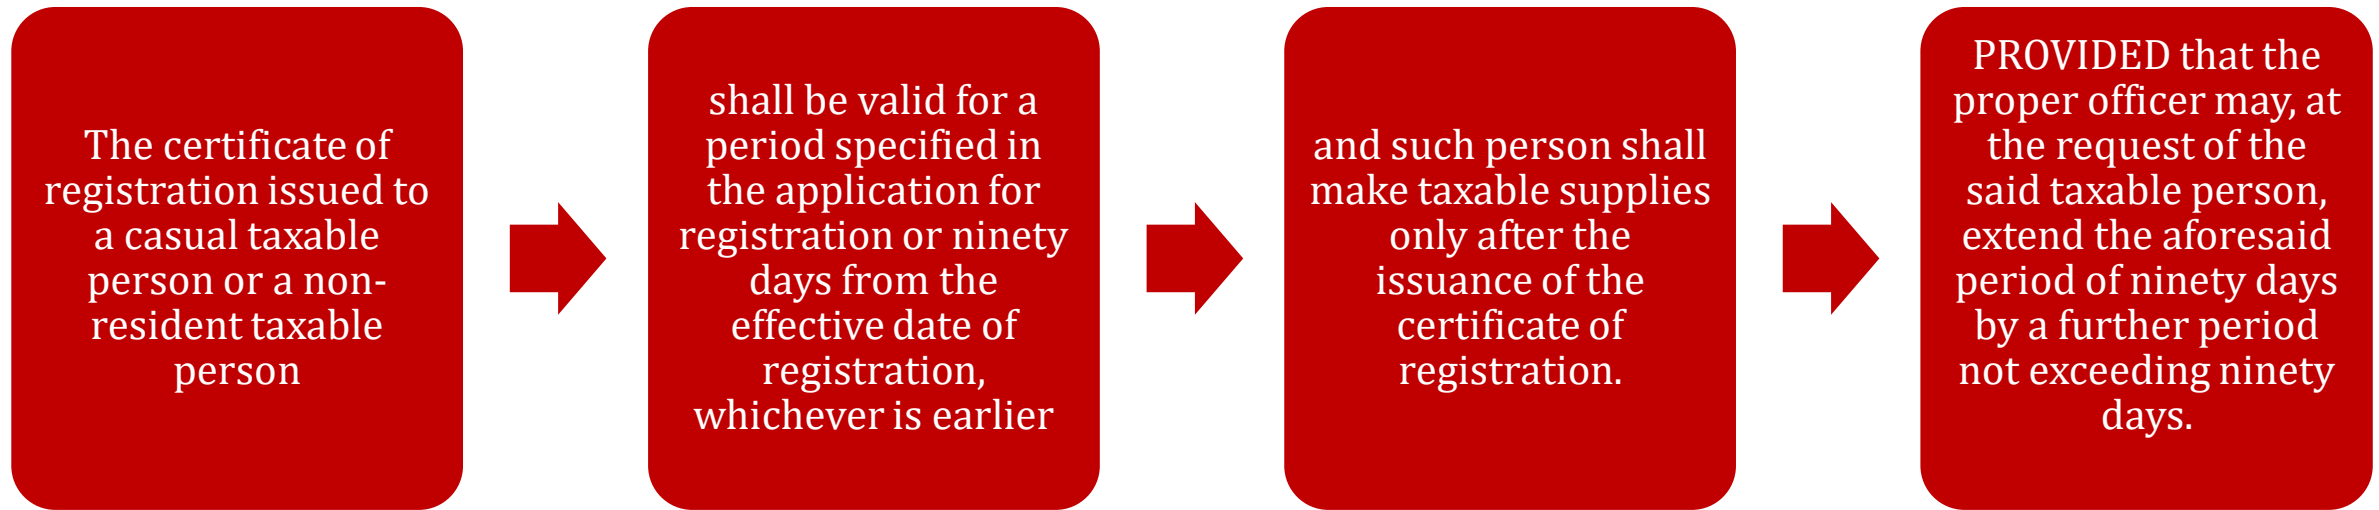 The certificate of
registration issued to
a casual taxable
person or a non-
resident taxable
person
shall be valid for a
period specified in
the application for
registration or ninety
days from the
effective date of
registration,
whichever is earlier
and such person shall
make taxable supplies
only after the
issuance of the
certificate of
registration.
PROVIDED that the
proper officer may, at
the request of the
said taxable person,
extend the aforesaid
period of ninety days
by a further period
not exceeding ninety
days.